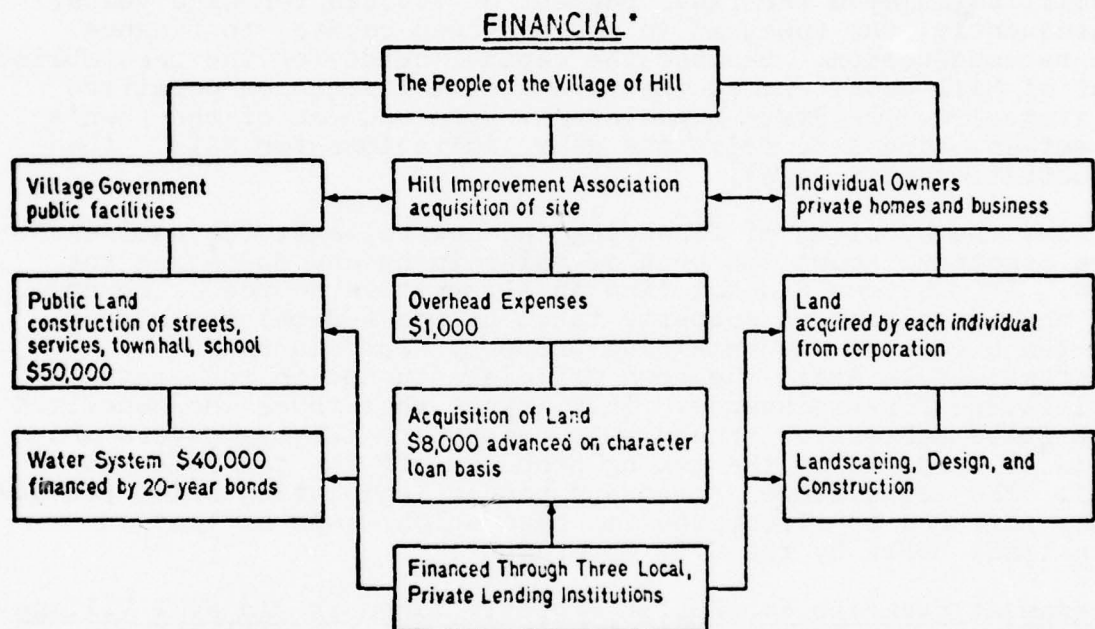 FINANCIAL*
The People of the Village of Hill
Village Government
public facilities
Hill Improvement Association
acquisition of site
Individual Owners
private homes and business
Public Land
construction of streets,
services, townhall, school
$50,000
Overhead Expenses
$1,000
Land
acquired by each individual
from corporation
Water System $40,000
financed by 20-year bonds
Acquisition of Land
$8,000 advanced on character
loan basis
Landscaping, Design, and
Construction
Financed Through Three Local,
Private Lending Institutions